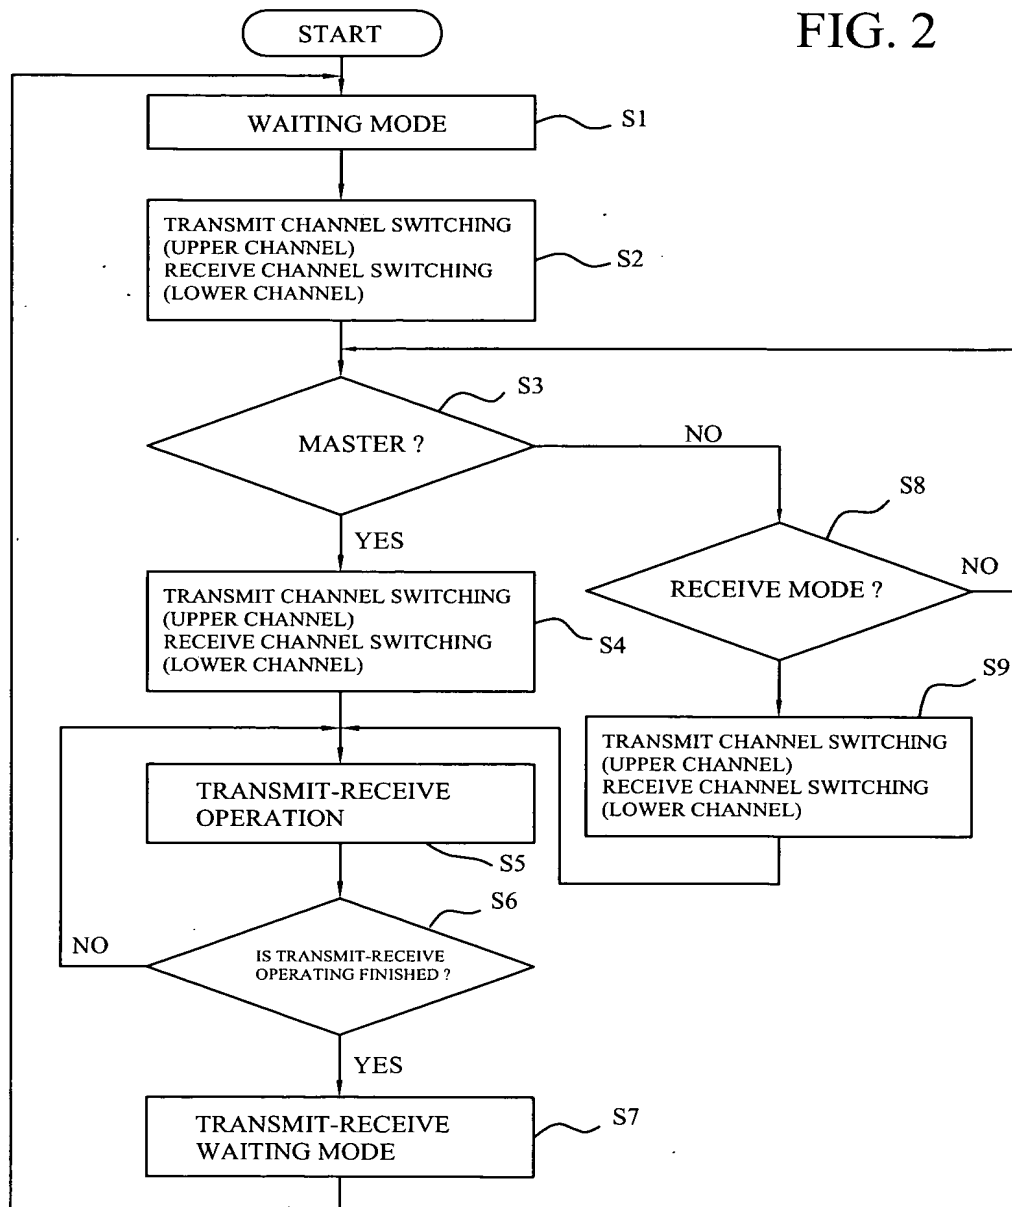 FIG. 2
START
WAITING MODE
S1
TRANSMIT CHANNEL SWITCHING
(UPPER CHANNEL)
RECEIVE CHANNEL SWITCHING
(LOWER CHANNEL)
S2
S3
MASTER ?
NO
YES
S8
RECEIVE MODE ?
NO
TRANSMIT CHANNEL SWITCHING
(UPPER CHANNEL)
RECEIVE CHANNEL SWITCHING
(LOWER CHANNEL)
S4
S9
TRANSMIT CHANNEL SWITCHING
(UPPER CHANNEL)
RECEIVE CHANNEL SWITCHING
(LOWER CHANNEL)
TRANSMIT-RECEIVE
OPERATION
S5
S6
NO
IS TRANSMIT-RECEIVE
OPERATING FINISHED ?
YES
TRANSMIT-RECEIVE
WAITING MODE
S7